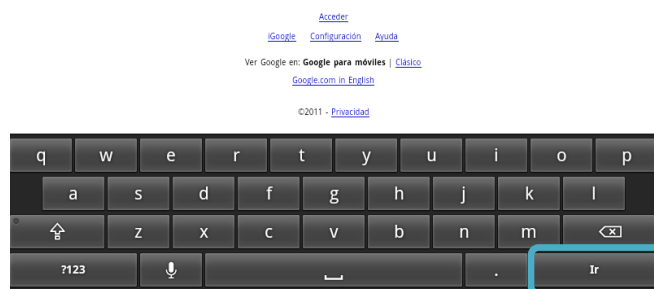 Acceder
iGoogle Configuración Ayuda
Ver Google en: Google para móviles | Clásico
Google.com in English
©2011 - Privacidad
q w e r t y u i o p
a s d f g h j k l
z x c v b n m
?123 . Ir